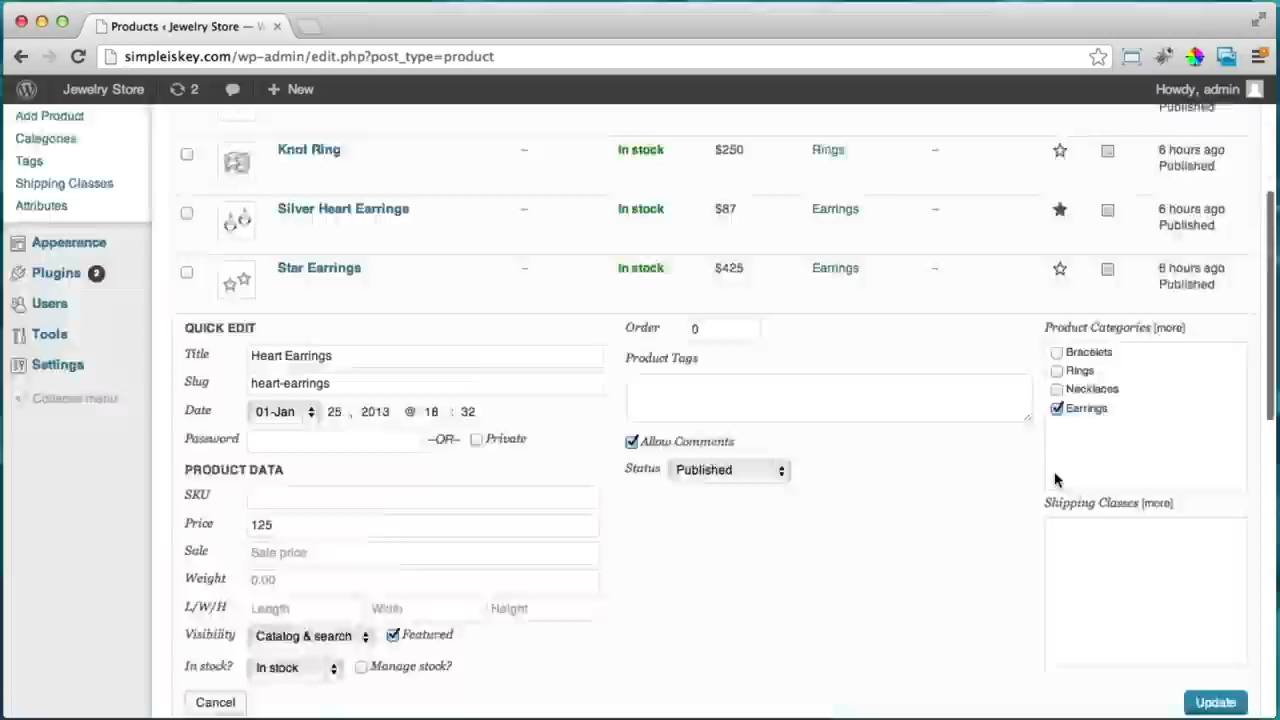 Products ‹ Jewelry Store — W
simpleiskey.com/wp-admin/edit.php?post_type=product
Jewelry Store 2 + New Howdy, admin
Add Product
Categories
Tags
Shipping Classes
Attributes
Appearance
Plugins 2
Users
Tools
Settings
Collapse menu
Published
Knot Ring – In stock $250 Rings – 6 hours ago
Published
Silver Heart Earrings – In stock $87 Earrings – 6 hours ago
Published
Star Earrings – In stock $425 Earrings – 6 hours ago
Published
QUICK EDIT
Title Heart Earrings
Slug heart-earrings
Date 01-Jan 25 , 2013 @ 18 : 32
Password –OR– Private
PRODUCT DATA
SKU
Price 125
Sale Sale price
Weight 0.00
L/W/H Length Width Height
Visibility Catalog & search Featured
In stock? In stock Manage stock?
Cancel
Order 0
Product Tags
Allow Comments
Status Published
Product Categories [more]
Bracelets
Rings
Necklaces
Earrings
Shipping Classes [more]
Update